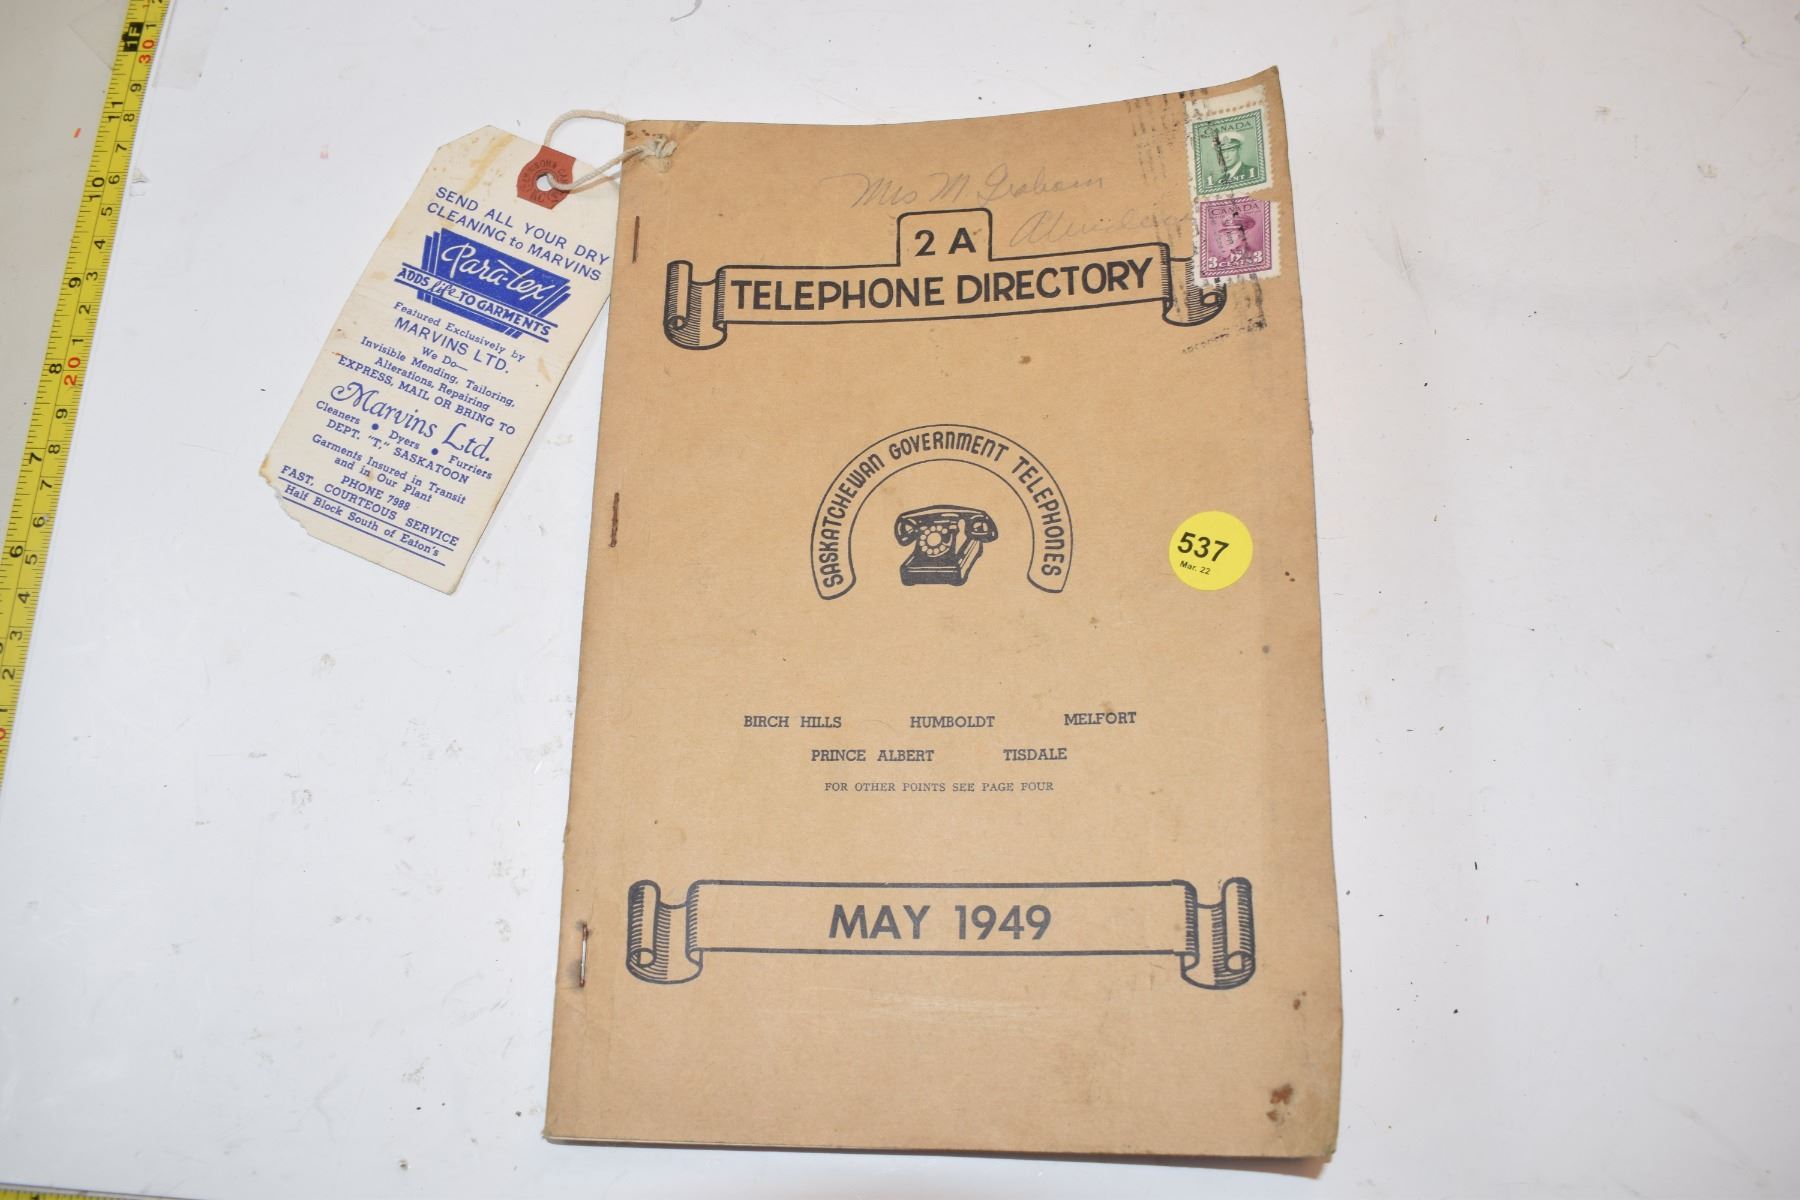 SEND ALL YOUR DRY
CLEANING to MARVINS
Para-tex
ADDS life TO GARMENTS
Featured Exclusively by
MARVINS LTD.
We Do—
Invisible Mending, Tailoring,
Alterations, Repairing
EXPRESS, MAIL OR BRING TO
Marvins Ltd.
Cleaners • Dyers • Furriers
DEPT. "T," SASKATOON
Garments Insured in Transit
and in Our Plant
PHONE 7988
FAST, COURTEOUS SERVICE
Half Block South of Eaton's
Mrs M Graham
CANADA
1 CENT 1
CANADA
3 CENTS 3
2 A
TELEPHONE DIRECTORY
SASKATCHEWAN GOVERNMENT TELEPHONES
537
Mar. 22
BIRCH HILLS HUMBOLDT MELFORT
PRINCE ALBERT TISDALE
FOR OTHER POINTS SEE PAGE FOUR
MAY 1949